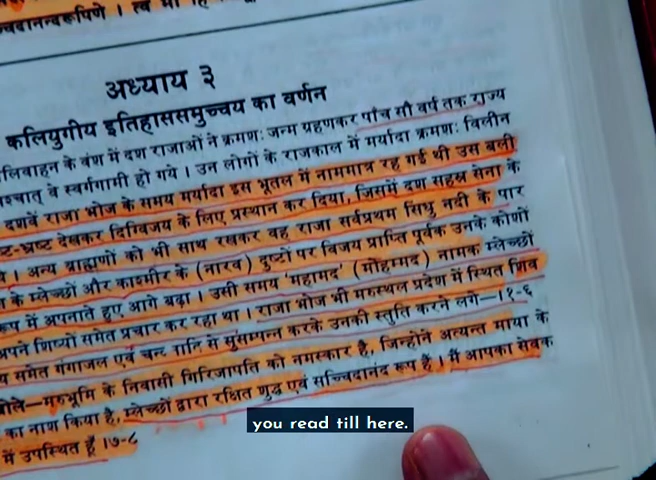 च्चिदानन्दरूपिणे । त्वं मां हि
अध्याय ३
कलियुगीय इतिहाससमुच्चय का वर्णन
लिवाहन के वंश में दश राजाओं ने क्रमशः जन्म ग्रहणकर पाँच सौ वर्ष तक राज्य
श्चात् वे स्वर्गगामी हो गये । उन लोगों के राजकाल में मर्यादा क्रमशः विलीन
दशवें राजा भोज के समय मर्यादा इस भूतल में नाममात्र रह गई थी उस बली
ष्ट-भ्रष्ट देखकर दिग्विजय के लिए प्रस्थान कर दिया, जिसमें दश सहस्र सेना के
। अन्य ब्राह्मणों को भी साथ रखकर वह राजा सर्वप्रथम सिंधु नदी के पार
के म्लेच्छों और काश्मीर के (नारव) दुष्टों पर विजय प्राप्ति पूर्वक उनके कोशों
रूप में अपनाते हुए आगे बढ़ा । उसी समय 'महामद' (मोहम्मद) नामक म्लेच्छों
अपने शिष्यों समेत प्रचार कर रहा था । राजा भोज भी मरुस्थल प्रदेश में स्थित शिव
समेत गंगाजल एवं चन्दनादि से सुसम्पन्न करके उनकी स्तुति करने लगे—।१-६
बोले—मरुभूमि के निवासी गिरिजापति को नमस्कार है, जिन्होंने अत्यन्त माया के
का नाश किया है, म्लेच्छों द्वारा रक्षित शुद्ध एवं सच्चिदानंद रूप हैं । मैं आपका सेवक
में उपस्थित हूँ ।७-८
you read till here.